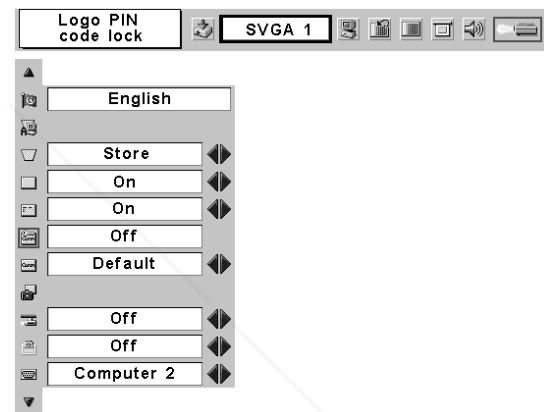 Logo PIN
code lock
SVGA 1
English
Store
On
On
Off
Default
Off
Off
Computer 2